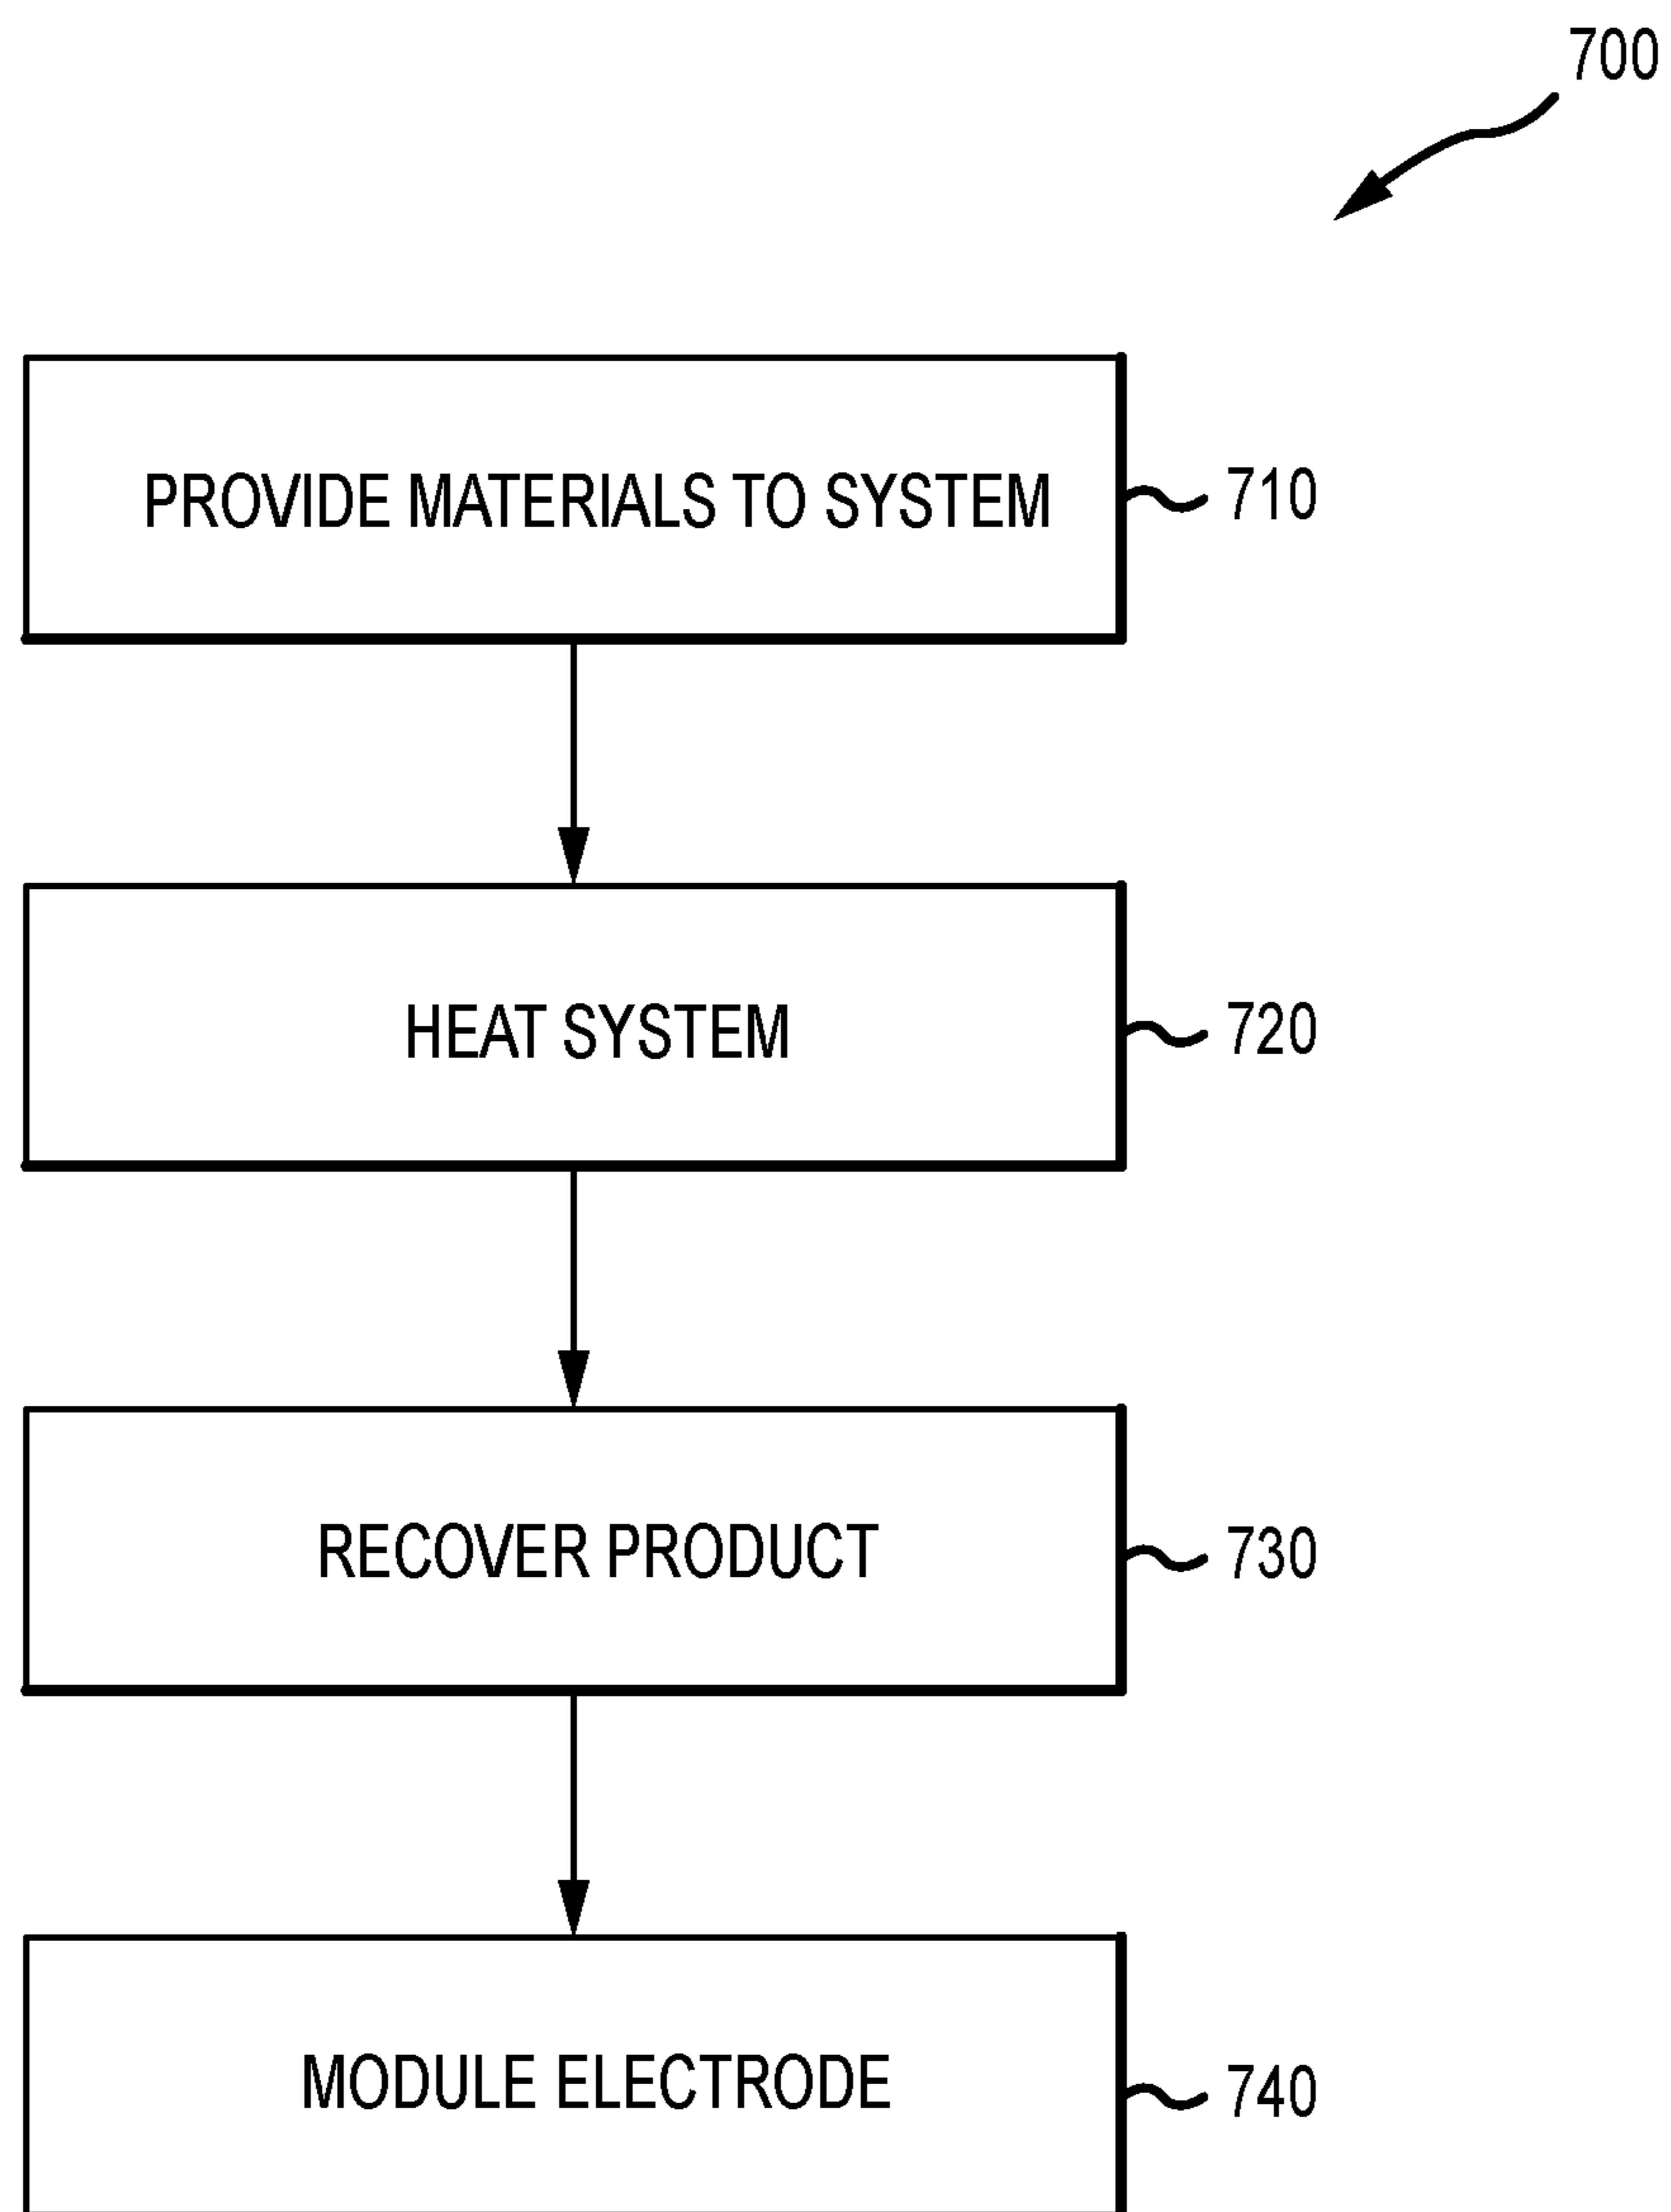 700
PROVIDE MATERIALS TO SYSTEM
710
HEAT SYSTEM
720
RECOVER PRODUCT
730
MODULE ELECTRODE
740